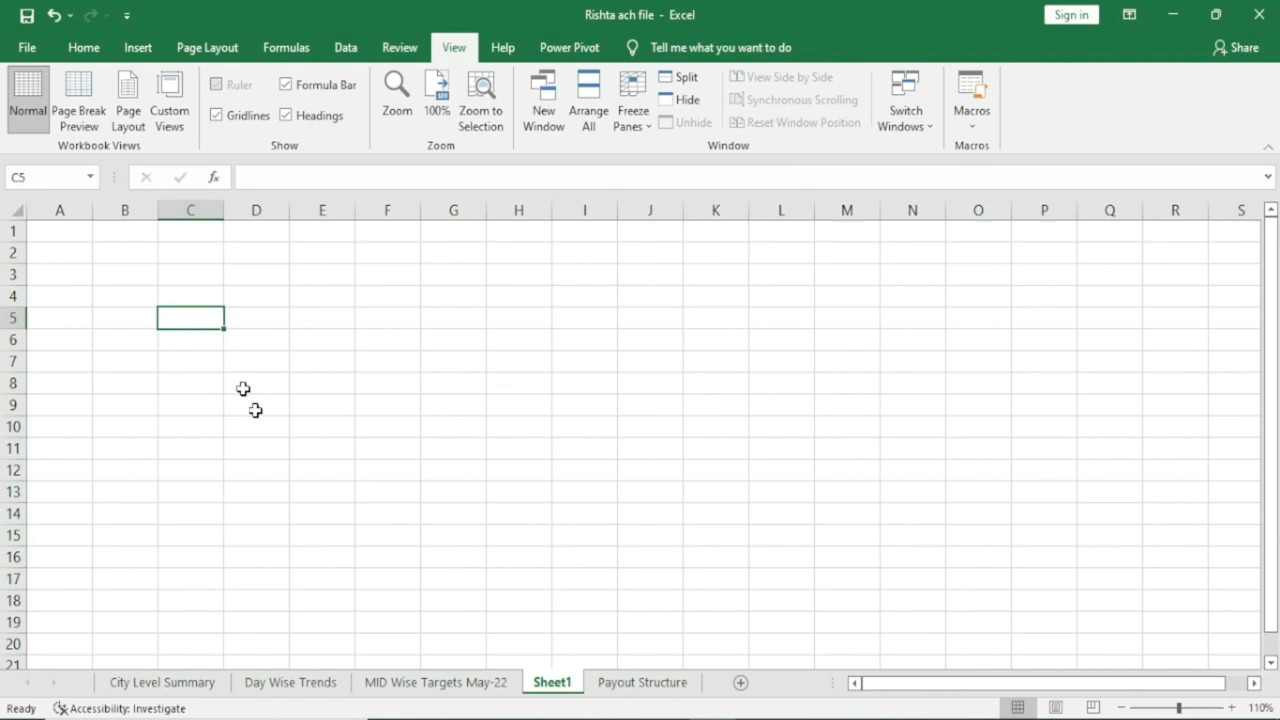 Rishta ach file - Excel
Sign in
File Home Insert Page Layout Formulas Data Review View Help Power Pivot Tell me what you want to do Share
Normal
Page Break Preview
Page Layout
Custom Views
Workbook Views
Ruler
Formula Bar
Gridlines
Headings
Show
Zoom
100%
Zoom to Selection
Zoom
New Window
Arrange All
Freeze Panes
Split
Hide
Unhide
View Side by Side
Synchronous Scrolling
Reset Window Position
Window
Switch Windows
Macros
Macros
C5
fx
A B C D E F G H I J K L M N O P Q R S
1
2
3
4
5
6
7
8
9
10
11
12
13
14
15
16
17
18
19
20
21
City Level Summary Day Wise Trends MID Wise Targets May-22 Sheet1 Payout Structure
Ready Accessibility: Investigate 110%